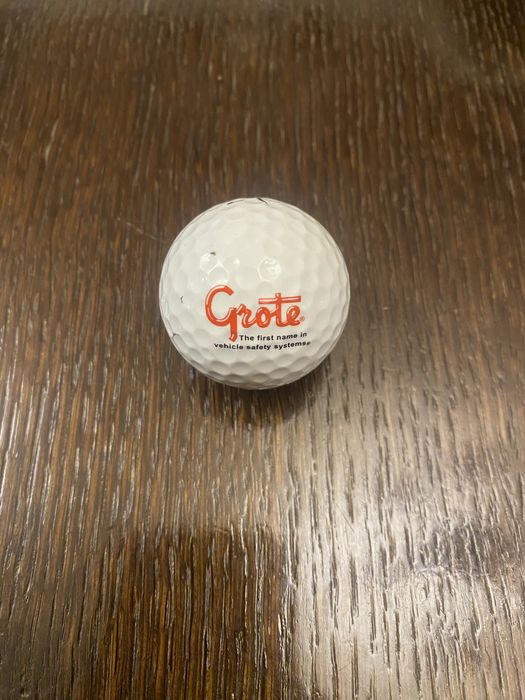 Grote®
The first name in
vehicle safety systems®